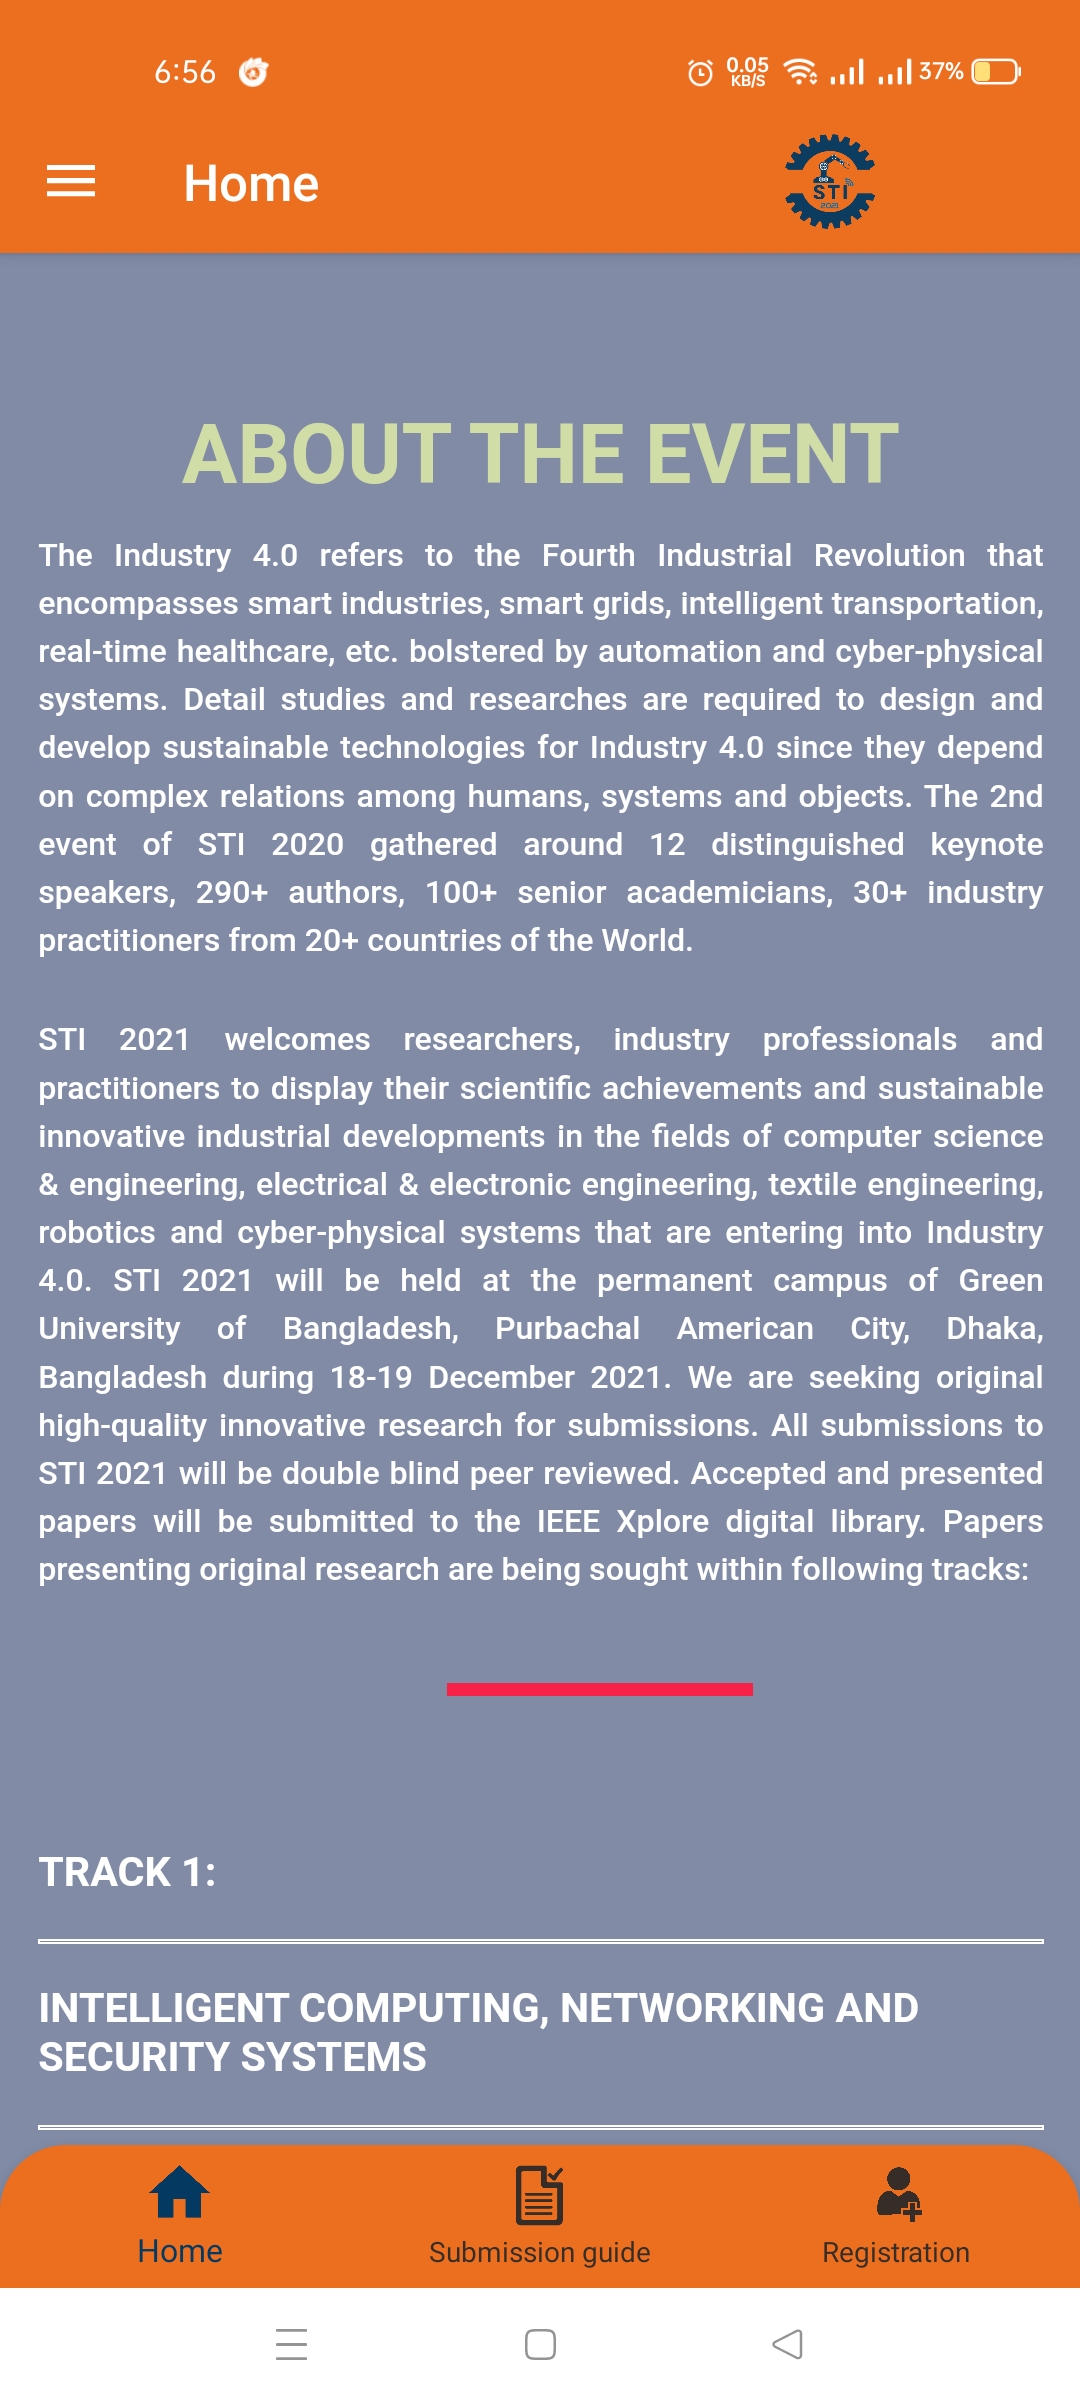 6:56
0.05
KB/S
37%
Home
STI
2021
ABOUT THE EVENT
The Industry 4.0 refers to the Fourth Industrial Revolution that
encompasses smart industries, smart grids, intelligent transportation,
real-time healthcare, etc. bolstered by automation and cyber-physical
systems. Detail studies and researches are required to design and
develop sustainable technologies for Industry 4.0 since they depend
on complex relations among humans, systems and objects. The 2nd
event of STI 2020 gathered around 12 distinguished keynote
speakers, 290+ authors, 100+ senior academicians, 30+ industry
practitioners from 20+ countries of the World.
STI 2021 welcomes researchers, industry professionals and
practitioners to display their scientific achievements and sustainable
innovative industrial developments in the fields of computer science
& engineering, electrical & electronic engineering, textile engineering,
robotics and cyber-physical systems that are entering into Industry
4.0. STI 2021 will be held at the permanent campus of Green
University of Bangladesh, Purbachal American City, Dhaka,
Bangladesh during 18-19 December 2021. We are seeking original
high-quality innovative research for submissions. All submissions to
STI 2021 will be double blind peer reviewed. Accepted and presented
papers will be submitted to the IEEE Xplore digital library. Papers
presenting original research are being sought within following tracks:
TRACK 1:
INTELLIGENT COMPUTING, NETWORKING AND
SECURITY SYSTEMS
Home
Submission guide
Registration